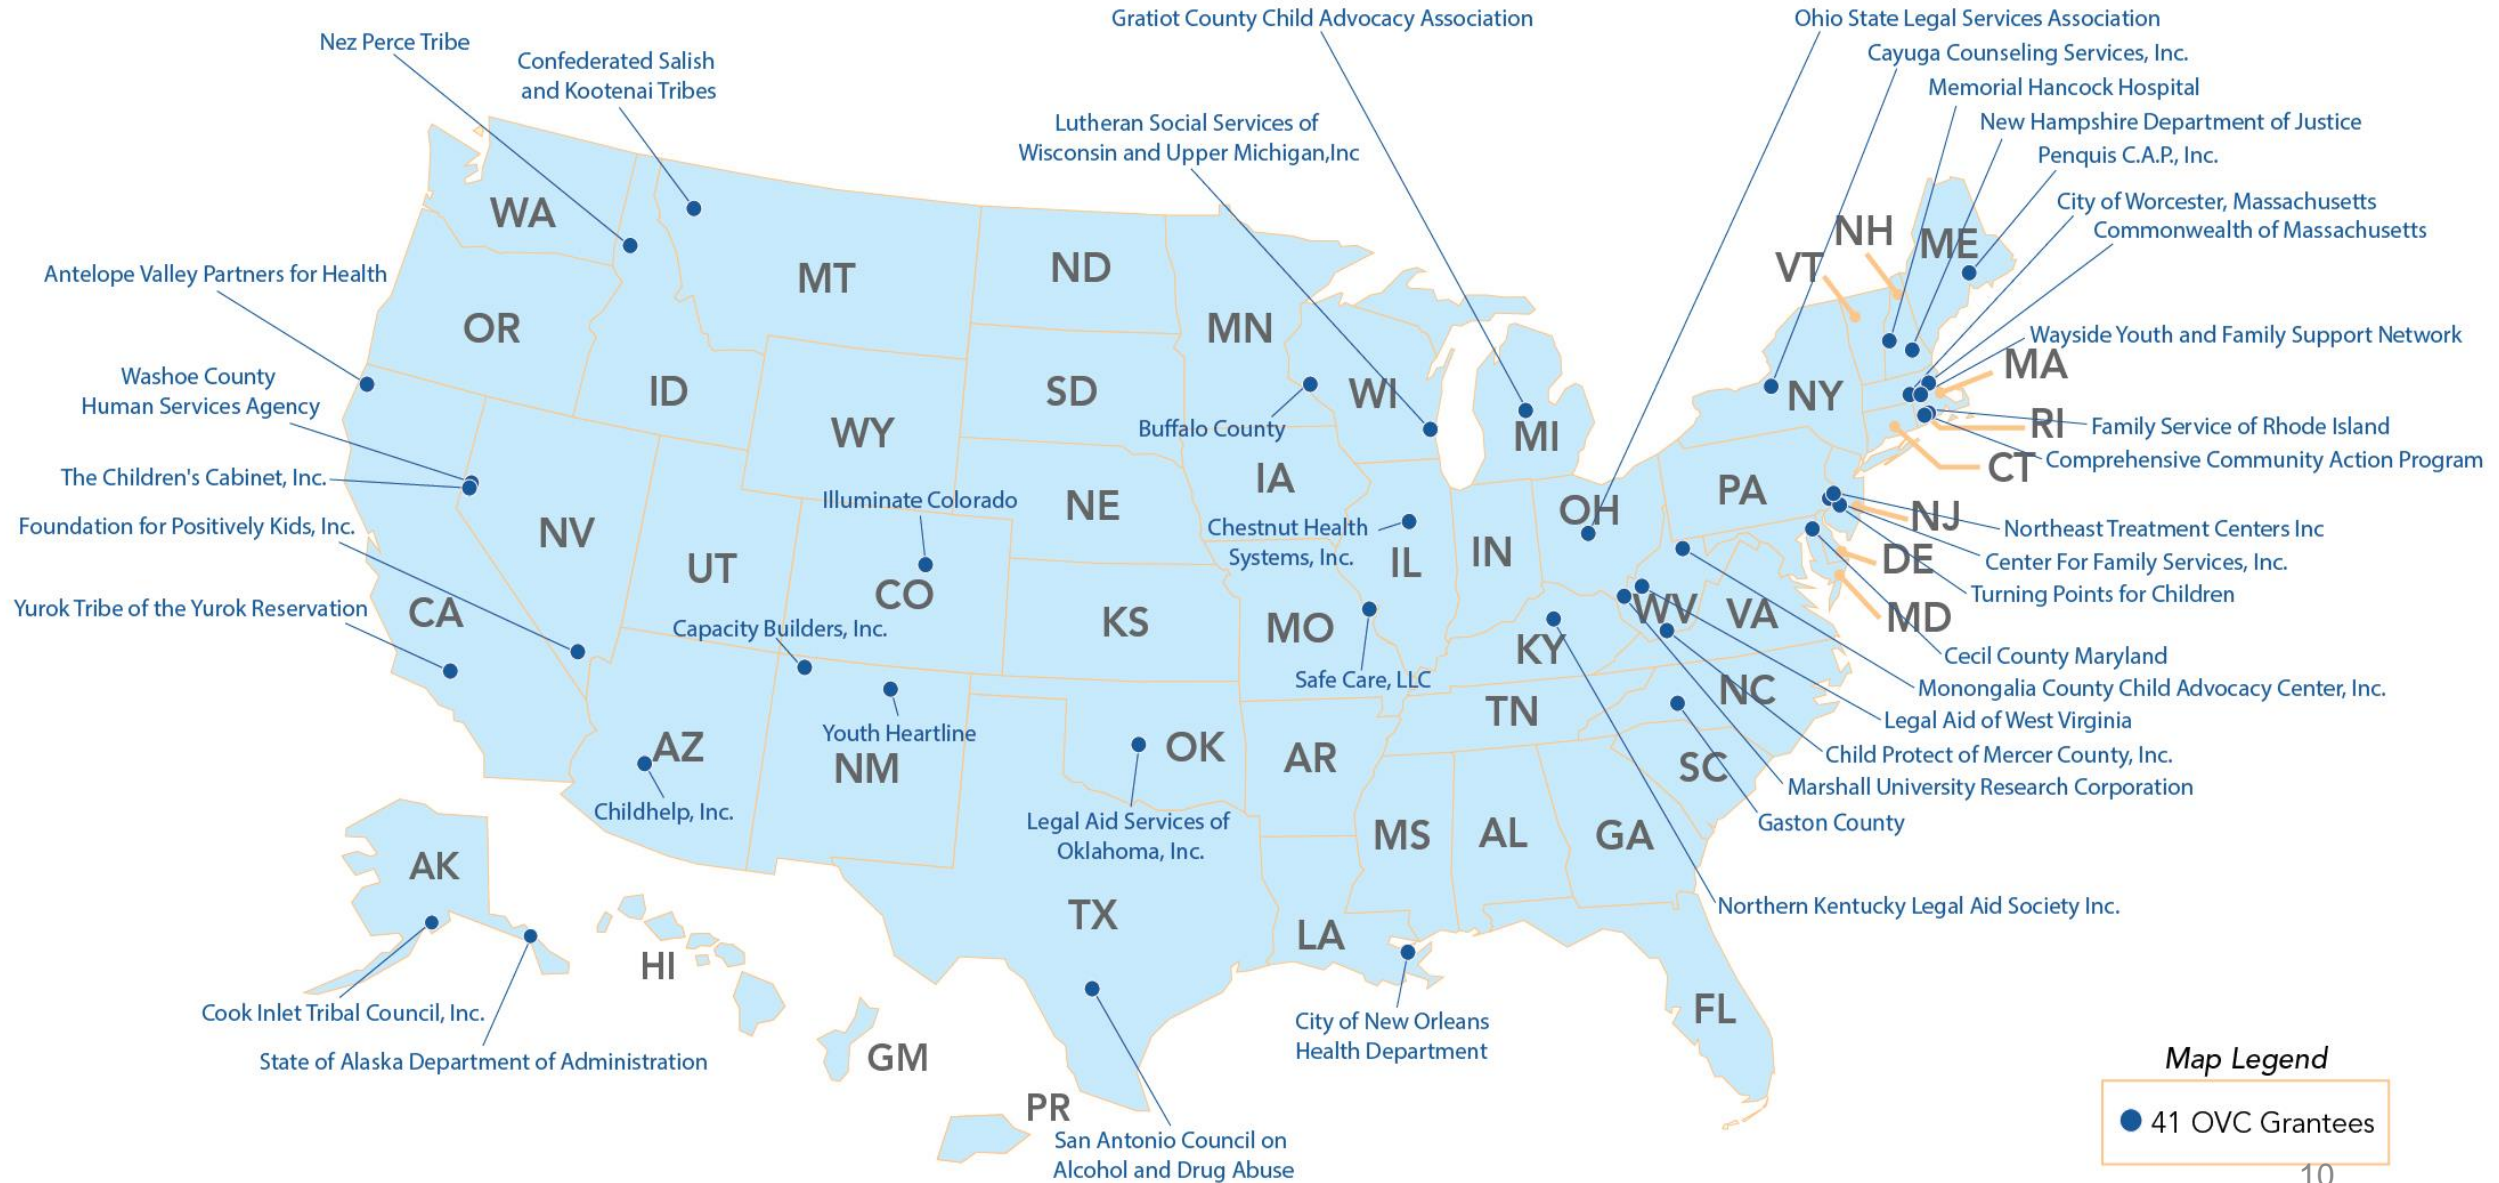 Gratiot County Child Advocacy Association
Ohio State Legal Services Association
Nez Perce Tribe
Cayuga Counseling Services, Inc.
Confederated Salish
and Kootenai Tribes
Memorial Hancock Hospital
Lutheran Social Services of
Wisconsin and Upper Michigan,Inc
New Hampshire Department of Justice
Penquis C.A.P., Inc.
City of Worcester, Massachusetts
Commonwealth of Massachusetts
WA
NH
ME
VT
MT
ND
Antelope Valley Partners for Health
OR
MN
Wayside Youth and Family Support Network
MA
Washoe County
Human Services Agency
ID
SD
WI
NY
WY
Buffalo County
MI
RI
Family Service of Rhode Island
Comprehensive Community Action Program
CT
The Children's Cabinet, Inc.
IA
PA
Illuminate Colorado
NE
OH
NJ
Foundation for Positively Kids, Inc.
NV
Chestnut Health
Systems, Inc.
IL
IN
Northeast Treatment Centers Inc
DE
Center For Family Services, Inc.
UT
CO
Turning Points for Children
Yurok Tribe of the Yurok Reservation
CA
KS
MO
WV
VA
MD
Capacity Builders, Inc.
KY
Cecil County Maryland
Safe Care, LLC
Monongalia County Child Advocacy Center, Inc.
NC
TN
Legal Aid of West Virginia
Youth Heartline
AZ
NM
OK
AR
SC
Child Protect of Mercer County, Inc.
Marshall University Research Corporation
Childhelp, Inc.
Legal Aid Services of
Oklahoma, Inc.
Gaston County
MS
AL
GA
AK
Northern Kentucky Legal Aid Society Inc.
TX
LA
HI
Cook Inlet Tribal Council, Inc.
City of New Orleans
Health Department
FL
State of Alaska Department of Administration
GM
PR
San Antonio Council on
Alcohol and Drug Abuse
Map Legend
41 OVC Grantees
10